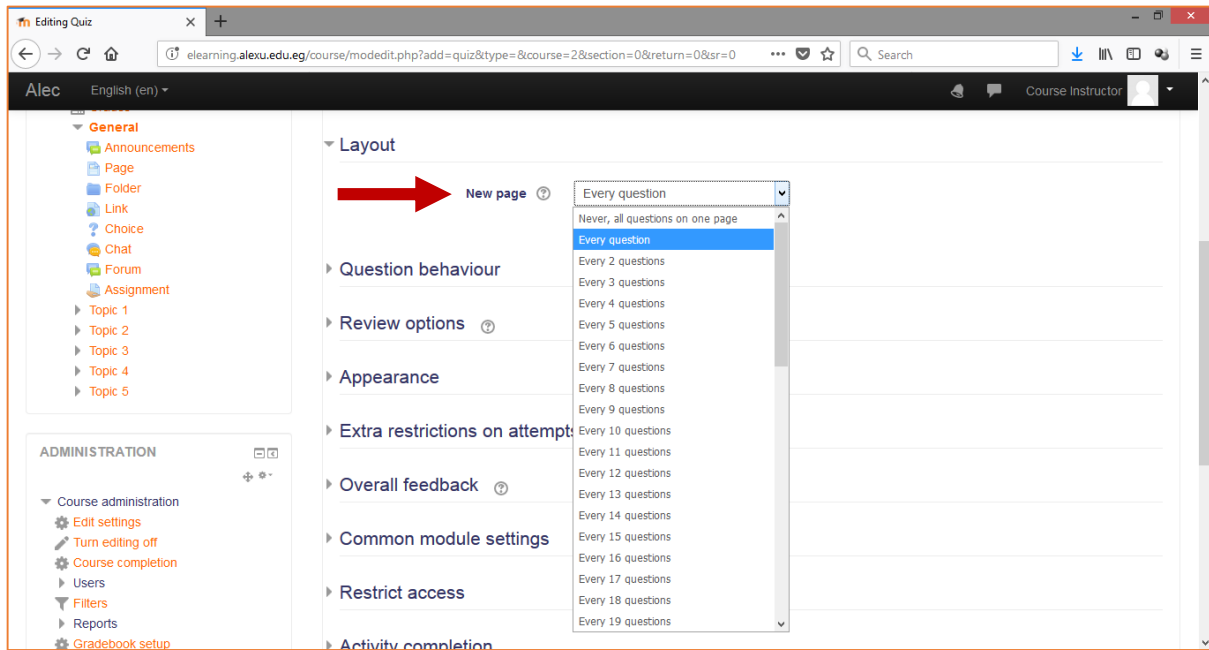 Editing Quiz
elearning.alexu.edu.eg/course/modedit.php?add=quiz&type=&course=2&section=0&return=0&sr=0
Search
Alec English (en)
Course Instructor
General
Announcements
Page
Folder
Link
Choice
Chat
Forum
Assignment
Topic 1
Topic 2
Topic 3
Topic 4
Topic 5
ADMINISTRATION
Course administration
Edit settings
Turn editing off
Course completion
Users
Filters
Reports
Gradebook setup
Layout
New page Every question
Never, all questions on one page
Every question
Every 2 questions
Every 3 questions
Every 4 questions
Every 5 questions
Every 6 questions
Every 7 questions
Every 8 questions
Every 9 questions
Every 10 questions
Every 11 questions
Every 12 questions
Every 13 questions
Every 14 questions
Every 15 questions
Every 16 questions
Every 17 questions
Every 18 questions
Every 19 questions
Question behaviour
Review options
Appearance
Extra restrictions on attempts
Overall feedback
Common module settings
Restrict access
Activity completion